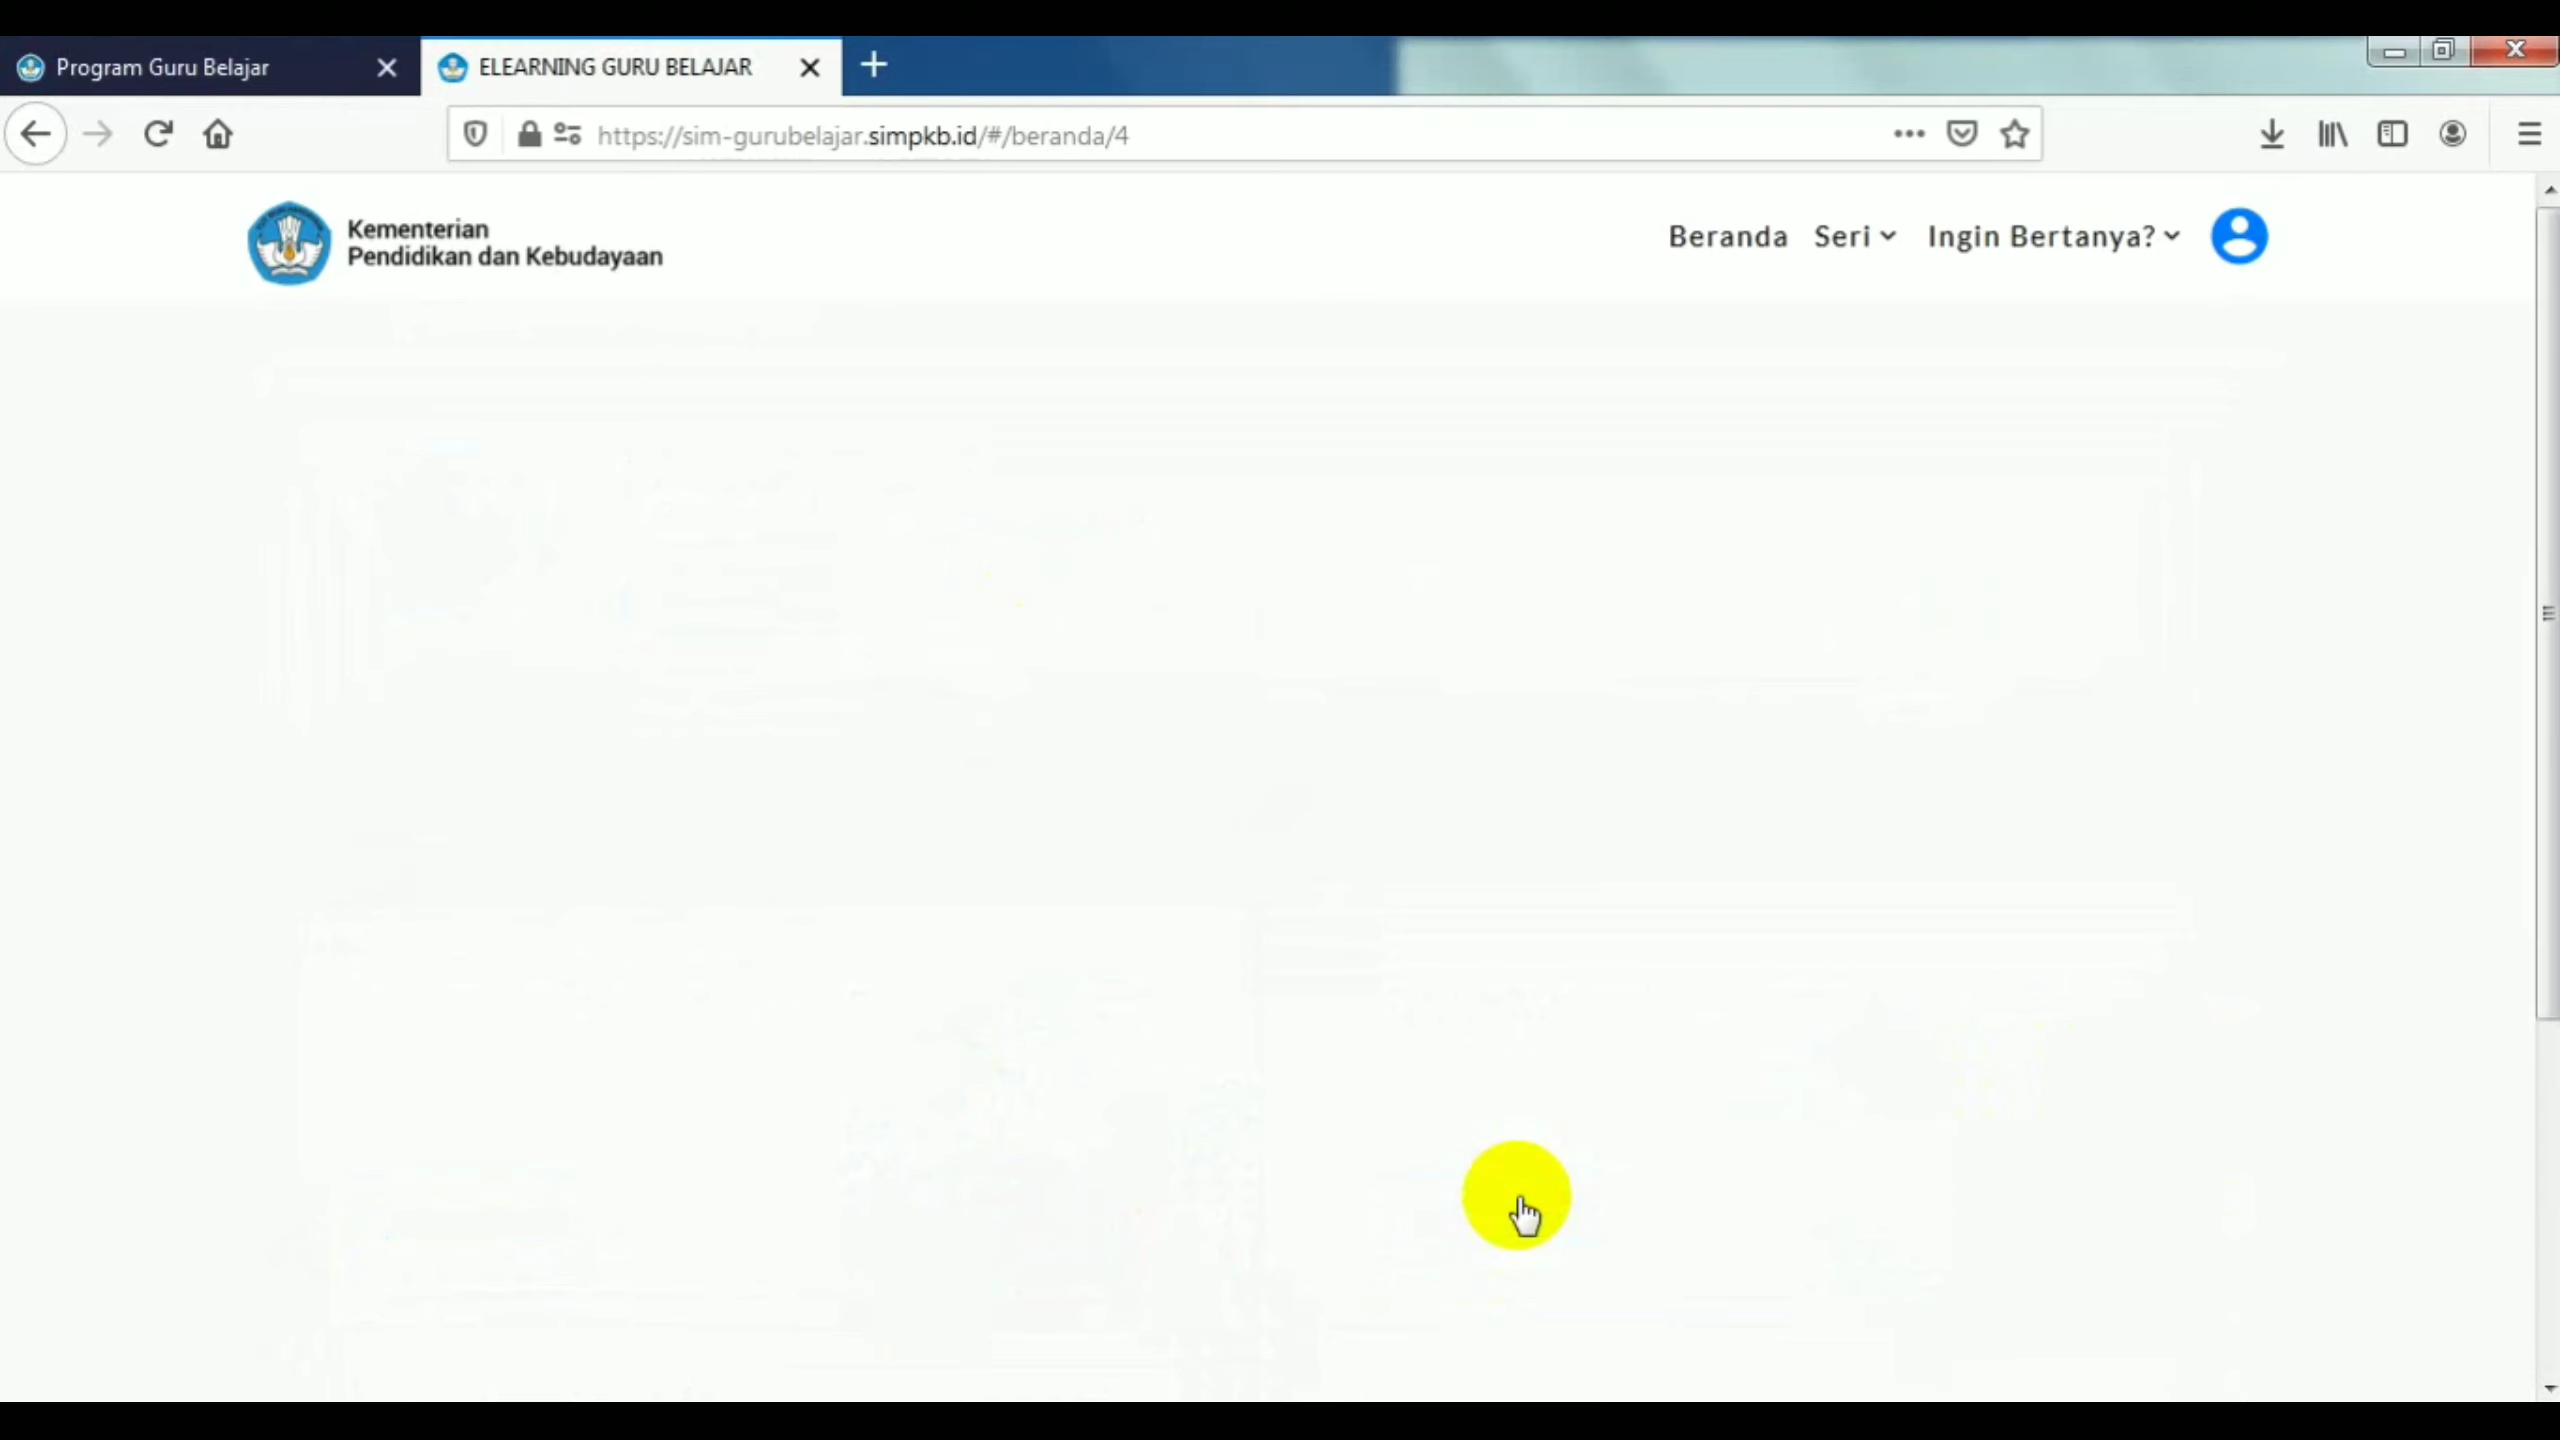 Program Guru Belajar
ELEARNING GURU BELAJAR
https://sim-gurubelajar.simpkb.id/#/beranda/4
Kementerian
Pendidikan dan Kebudayaan
Beranda Seri Ingin Bertanya?